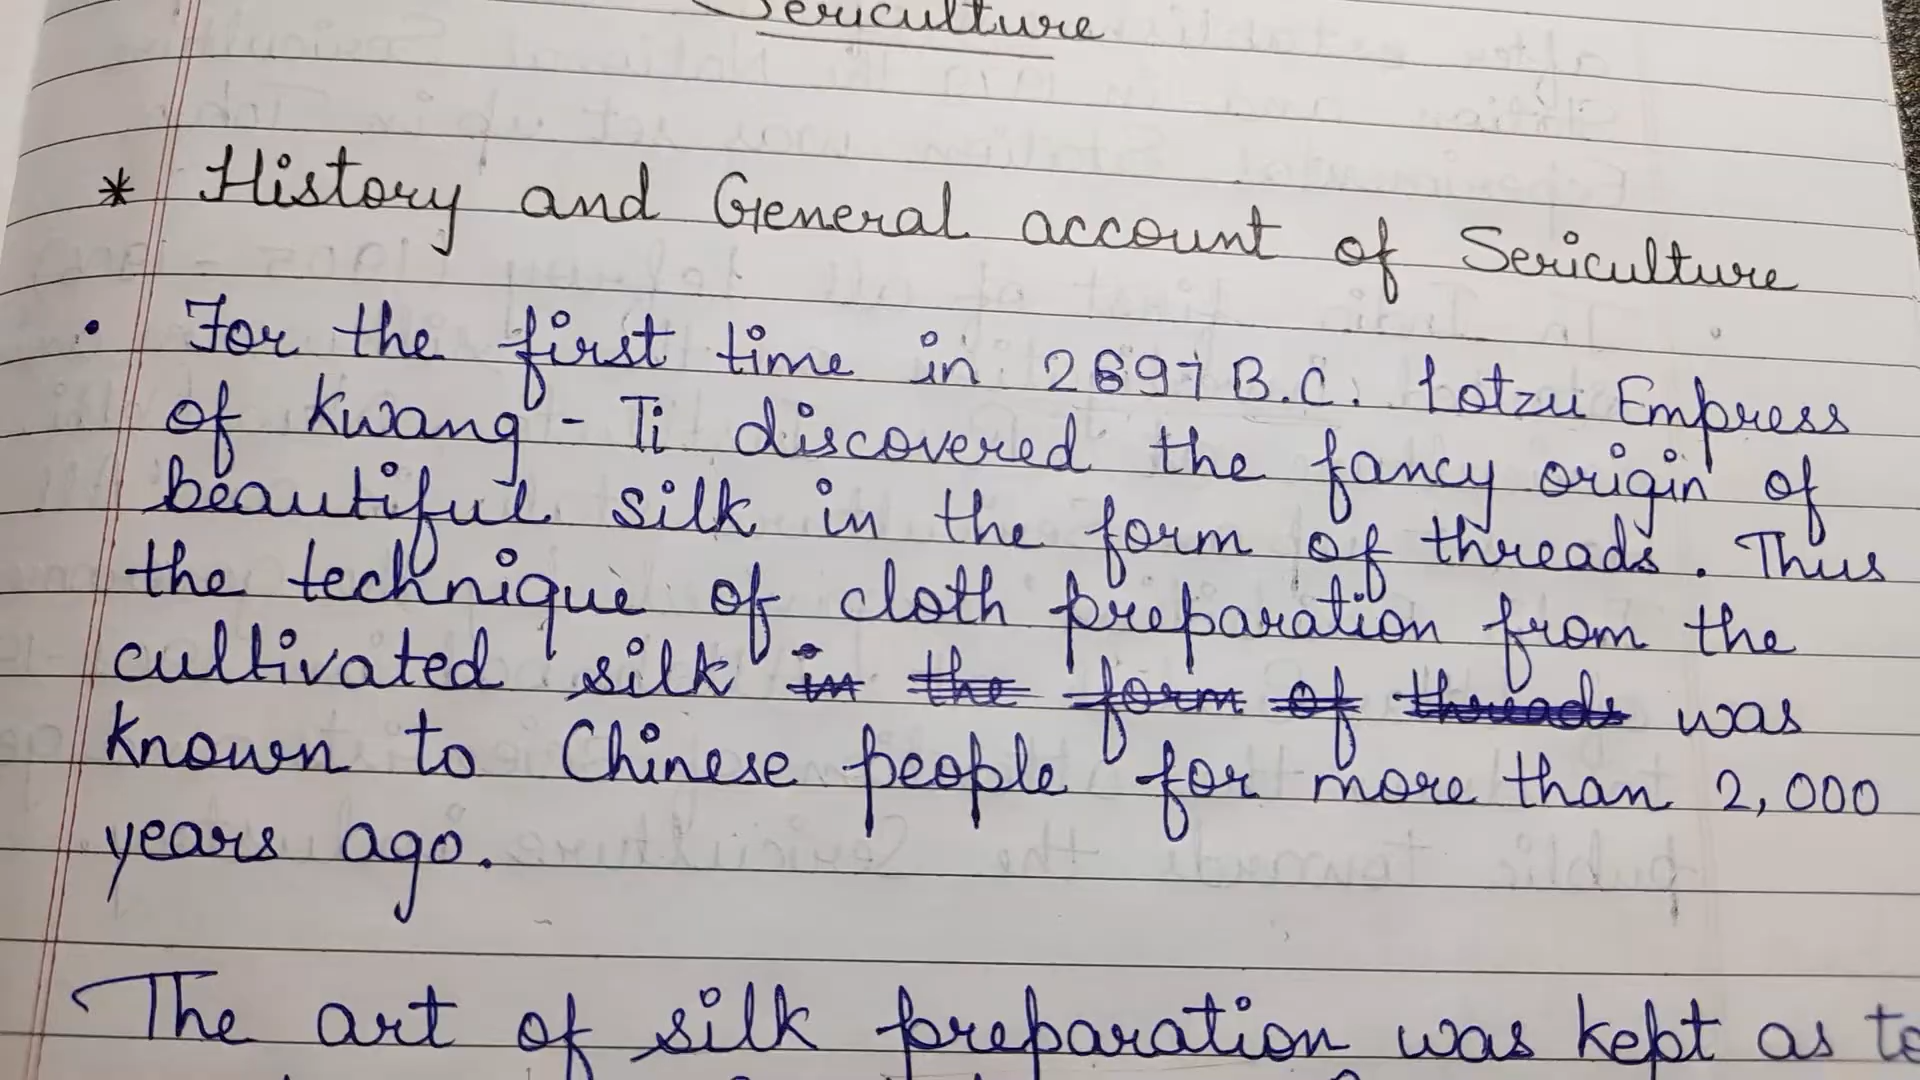 Sericulture
* History and General account of Sericulture
• For the first time in 2697 B.C. Lotzu Empress
of Kwang - Ti discovered the fancy origin of
beautiful silk in the form of threads. Thus
the technique of cloth preparation from the
cultivated silk in the form of threads was
known to Chinese people for more than 2,000
years ago.
The art of silk preparation was kept as